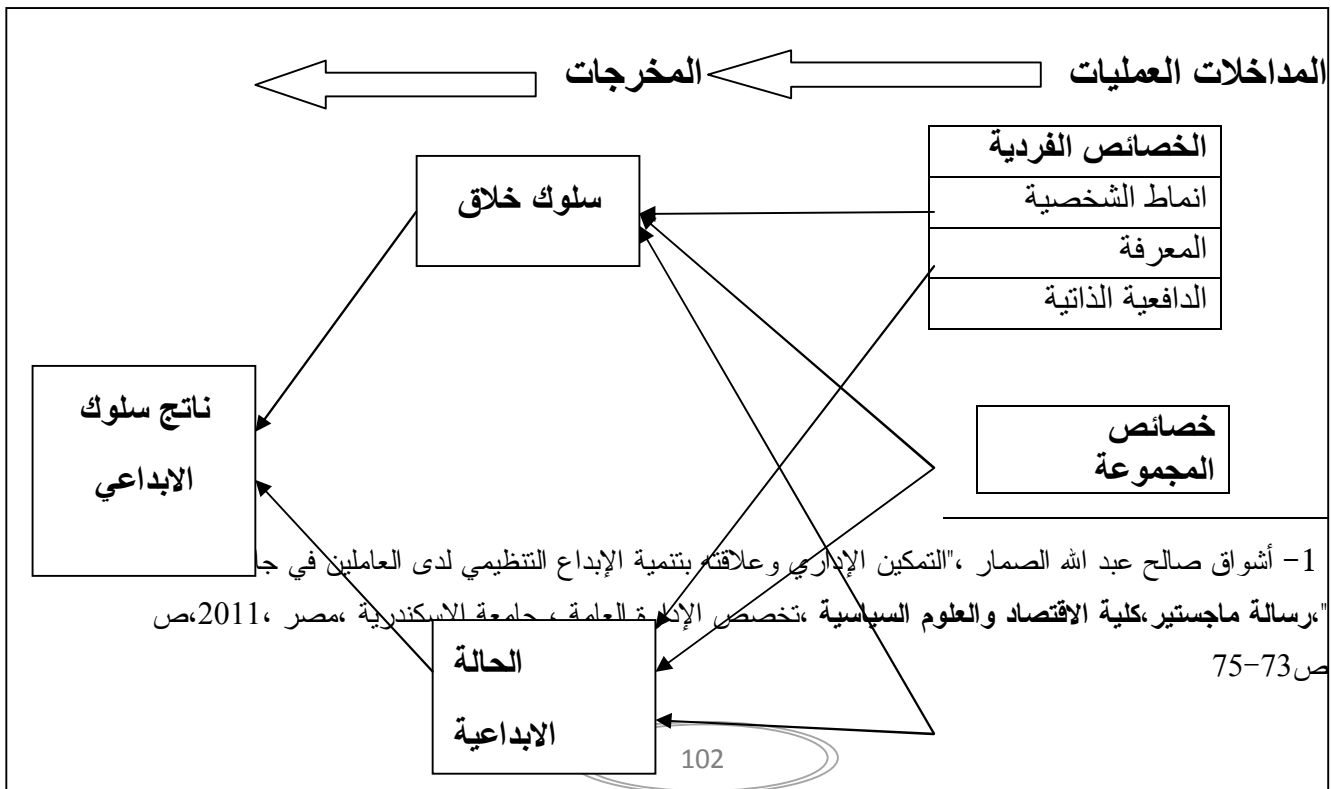 المداخلات العمليات المخرجات
الخصائص الفردية
انماط الشخصية
المعرفة
الدافعية الذاتية
سلوك خلاق
خصائص
المجموعة
ناتج سلوك
الابداعي
1- أشواق صالح عبد الله الصمار ،"التمكين الإداري وعلاقته بتنمية الإبداع التنظيمي لدى العاملين في
"،رسالة ماجستير،كلية الاقتصاد والعلوم السياسية ،تخصص الإدارة العامة ، جامعة الاسكندرية ،مصر ،2011،ص
ص73-75
الحالة
الابداعية
102